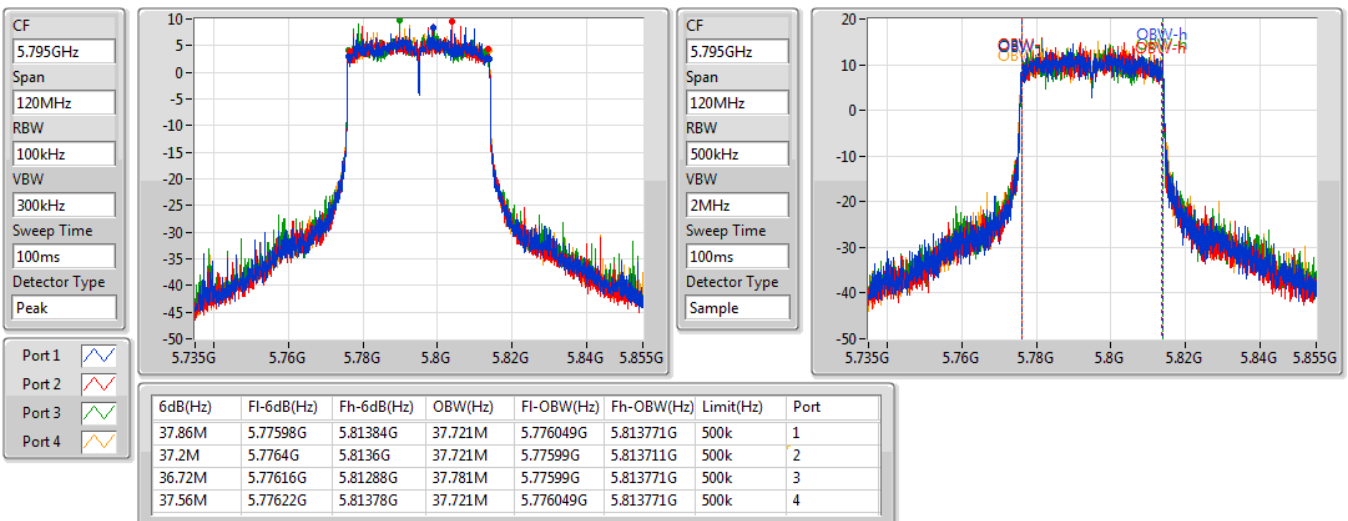 CF
5.795GHz
Span
120MHz
RBW
100kHz
VBW
300kHz
Sweep Time
100ms
Detector Type
Peak
10
5
0
-5
-10
-15
-20
-25
-30
-35
-40
-45
-50
5.735G 5.76G 5.78G 5.8G 5.82G 5.84G 5.855G
CF
5.795GHz
Span
120MHz
RBW
500kHz
VBW
2MHz
Sweep Time
100ms
Detector Type
Sample
20
10
0
-10
-20
-30
-40
-50
OBW-h
5.735G 5.76G 5.78G 5.8G 5.82G 5.84G 5.855G
Port 1
Port 2
Port 3
Port 4
6dB(Hz) Fl-6dB(Hz) Fh-6dB(Hz) OBW(Hz) Fl-OBW(Hz) Fh-OBW(Hz) Limit(Hz) Port
37.86M 5.77598G 5.81384G 37.721M 5.776049G 5.813771G 500k 1
37.2M 5.7764G 5.8136G 37.721M 5.77599G 5.813711G 500k 2
36.72M 5.77616G 5.81288G 37.781M 5.77599G 5.813771G 500k 3
37.56M 5.77622G 5.81378G 37.721M 5.776049G 5.813771G 500k 4